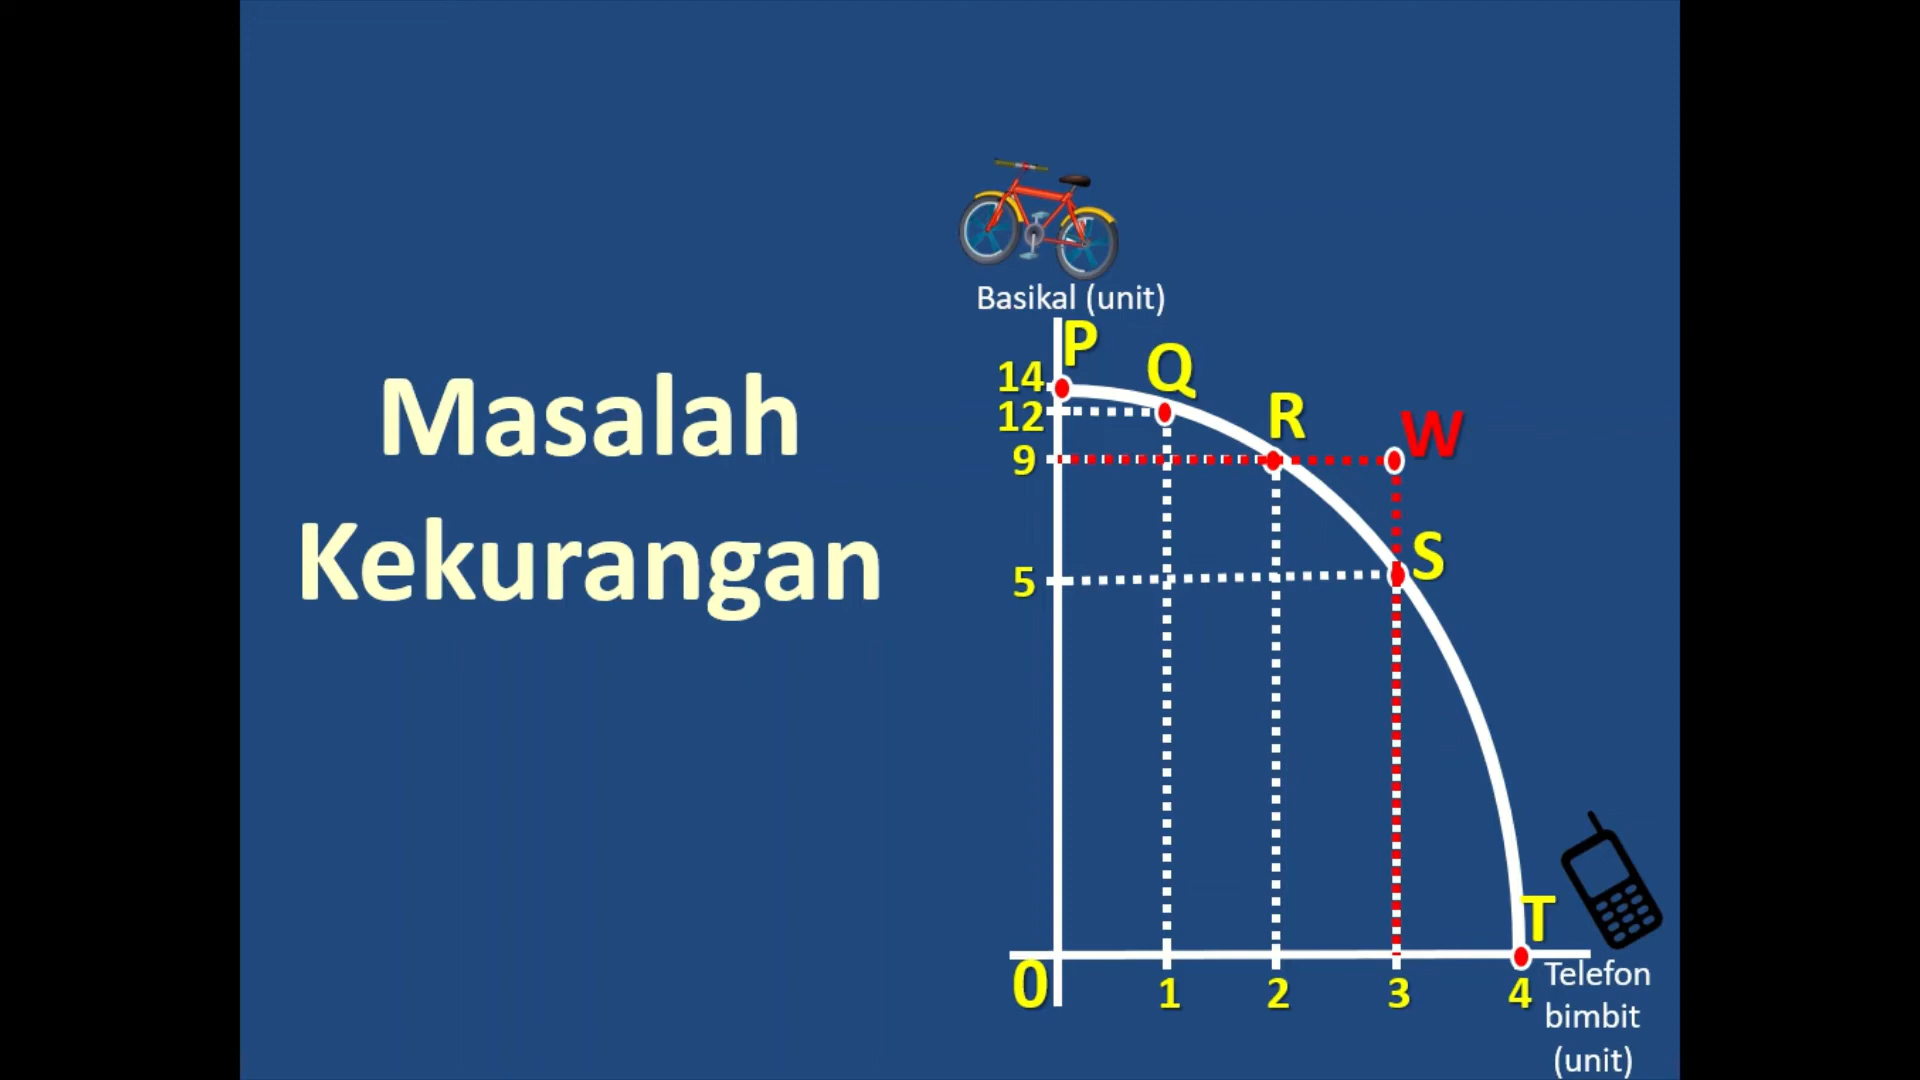 Masalah
Kekurangan
Basikal (unit)
P
Q
R
W
S
T
14
12
9
5
0
1
2
3
4
Telefon
bimbit
(unit)